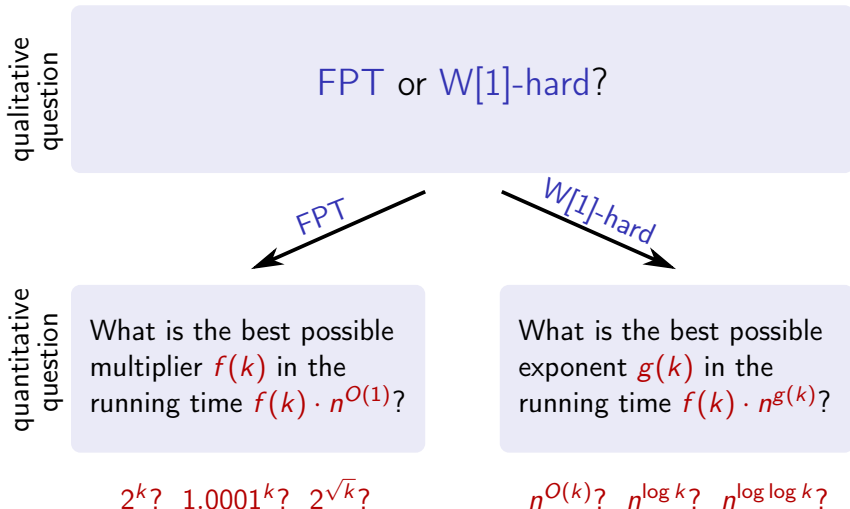 qualitative
question
FPT or W[1]-hard?
FPT
W[1]-hard
quantitative
question
What is the best possible
multiplier f(k) in the
running time f(k) · n^{O(1)}?
What is the best possible
exponent g(k) in the
running time f(k) · n^{g(k)}?
2^k? 1.0001^k? 2^{√k}?
n^{O(k)}? n^{log k}? n^{log log k}?